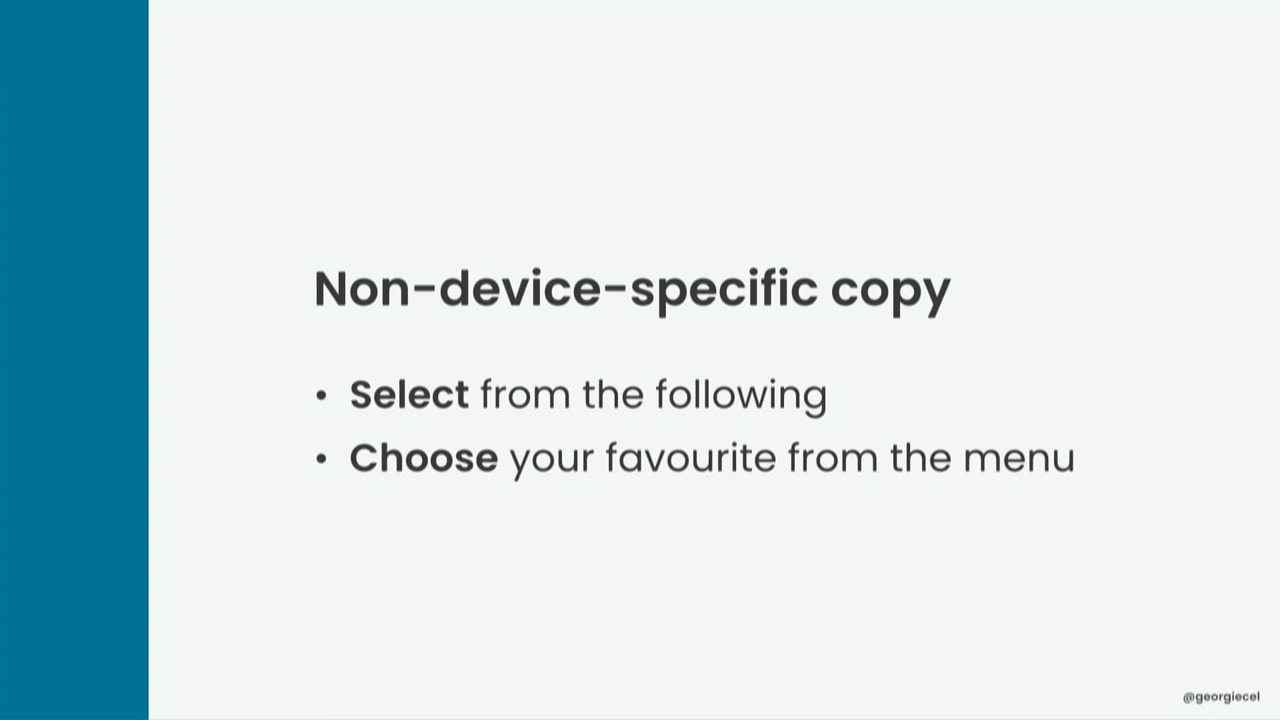 Non-device-specific copy
• Select from the following
• Choose your favourite from the menu
@georgiecel